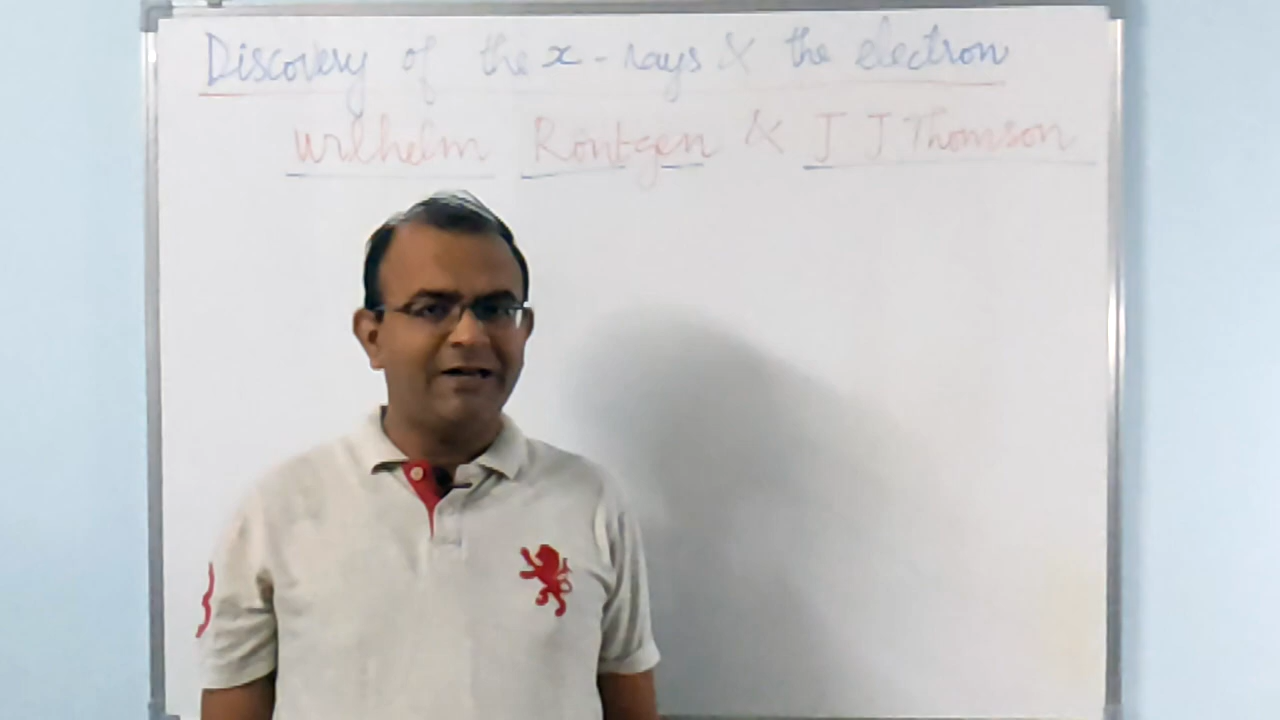 Discovery of the x-rays & the electron
Wilhelm Röntgen & J J Thomson